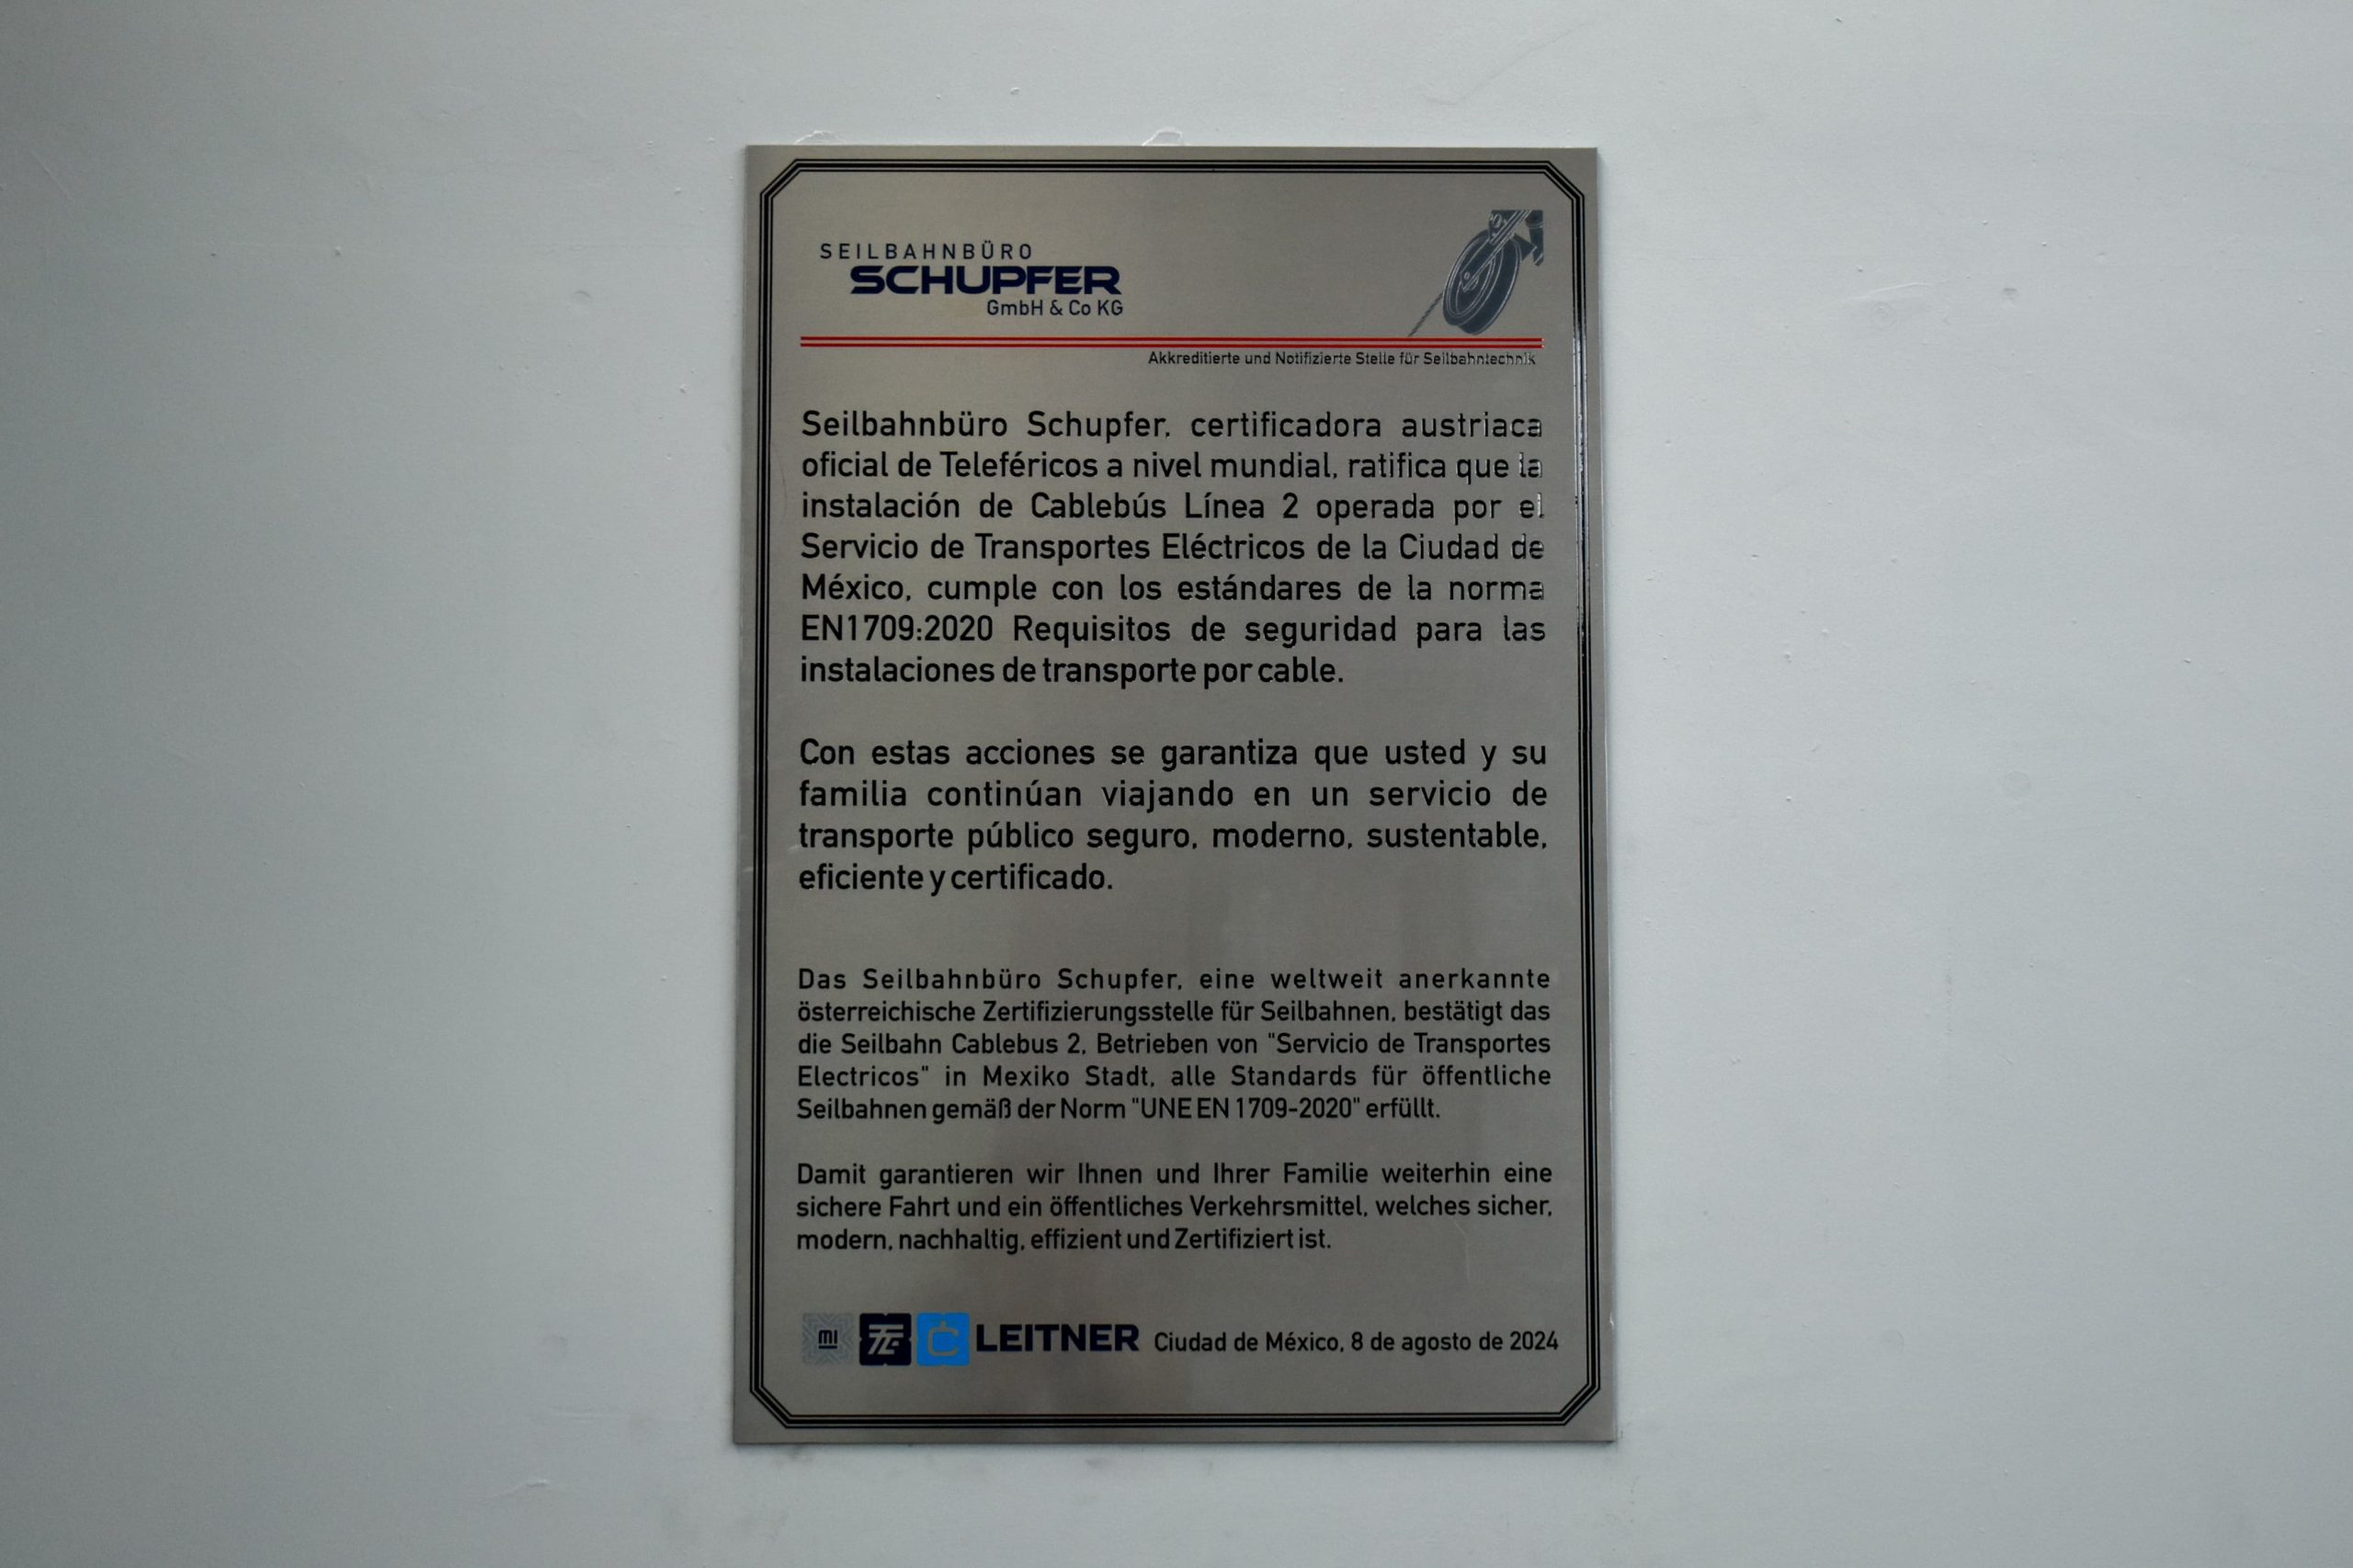 SEILBAHNBÜRO
SCHUPFER
GmbH & Co KG
Akkreditierte und Notifizierte Stelle für Seilbahntechnik
Seilbahnbüro Schupfer, certificadora austriaca
oficial de Teleféricos a nivel mundial, ratifica que la
instalación de Cablebús Línea 2 operada por el
Servicio de Transportes Eléctricos de la Ciudad de
México, cumple con los estándares de la norma
EN1709:2020 Requisitos de seguridad para las
instalaciones de transporte por cable.
Con estas acciones se garantiza que usted y su
familia continúan viajando en un servicio de
transporte público seguro, moderno, sustentable,
eficiente y certificado.
Das Seilbahnbüro Schupfer, eine weltweit anerkannte
österreichische Zertifizierungsstelle für Seilbahnen, bestätigt das
die Seilbahn Cablebus 2, Betrieben von "Servicio de Transportes
Electricos" in Mexiko Stadt, alle Standards für öffentliche
Seilbahnen gemäß der Norm "UNE EN 1709-2020" erfüllt.
Damit garantieren wir Ihnen und Ihrer Familie weiterhin eine
sichere Fahrt und ein öffentliches Verkehrsmittel, welches sicher,
modern, nachhaltig, effizient und Zertifiziert ist.
MI LEITNER Ciudad de México, 8 de agosto de 2024